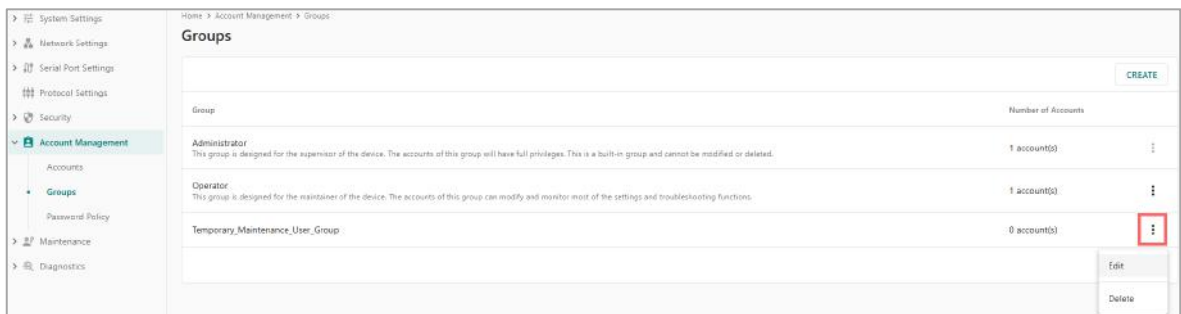 System Settings
Network Settings
Serial Port Settings
Protocol Settings
Security
Account Management
Accounts
Groups
Password Policy
Maintenance
Diagnostics
Home > Account Management > Groups
Groups
CREATE
Group Number of Accounts
Administrator
This group is designed for the supervisor of the device. The accounts of this group will have full privileges. This is a built-in group and cannot be modified or deleted.
1 account(s)
Operator
This group is designed for the maintainer of the device. The accounts of this group can modify and monitor most of the settings and troubleshooting functions.
1 account(s)
Temporary_Maintenance_User_Group 0 account(s)
Edit
Delete